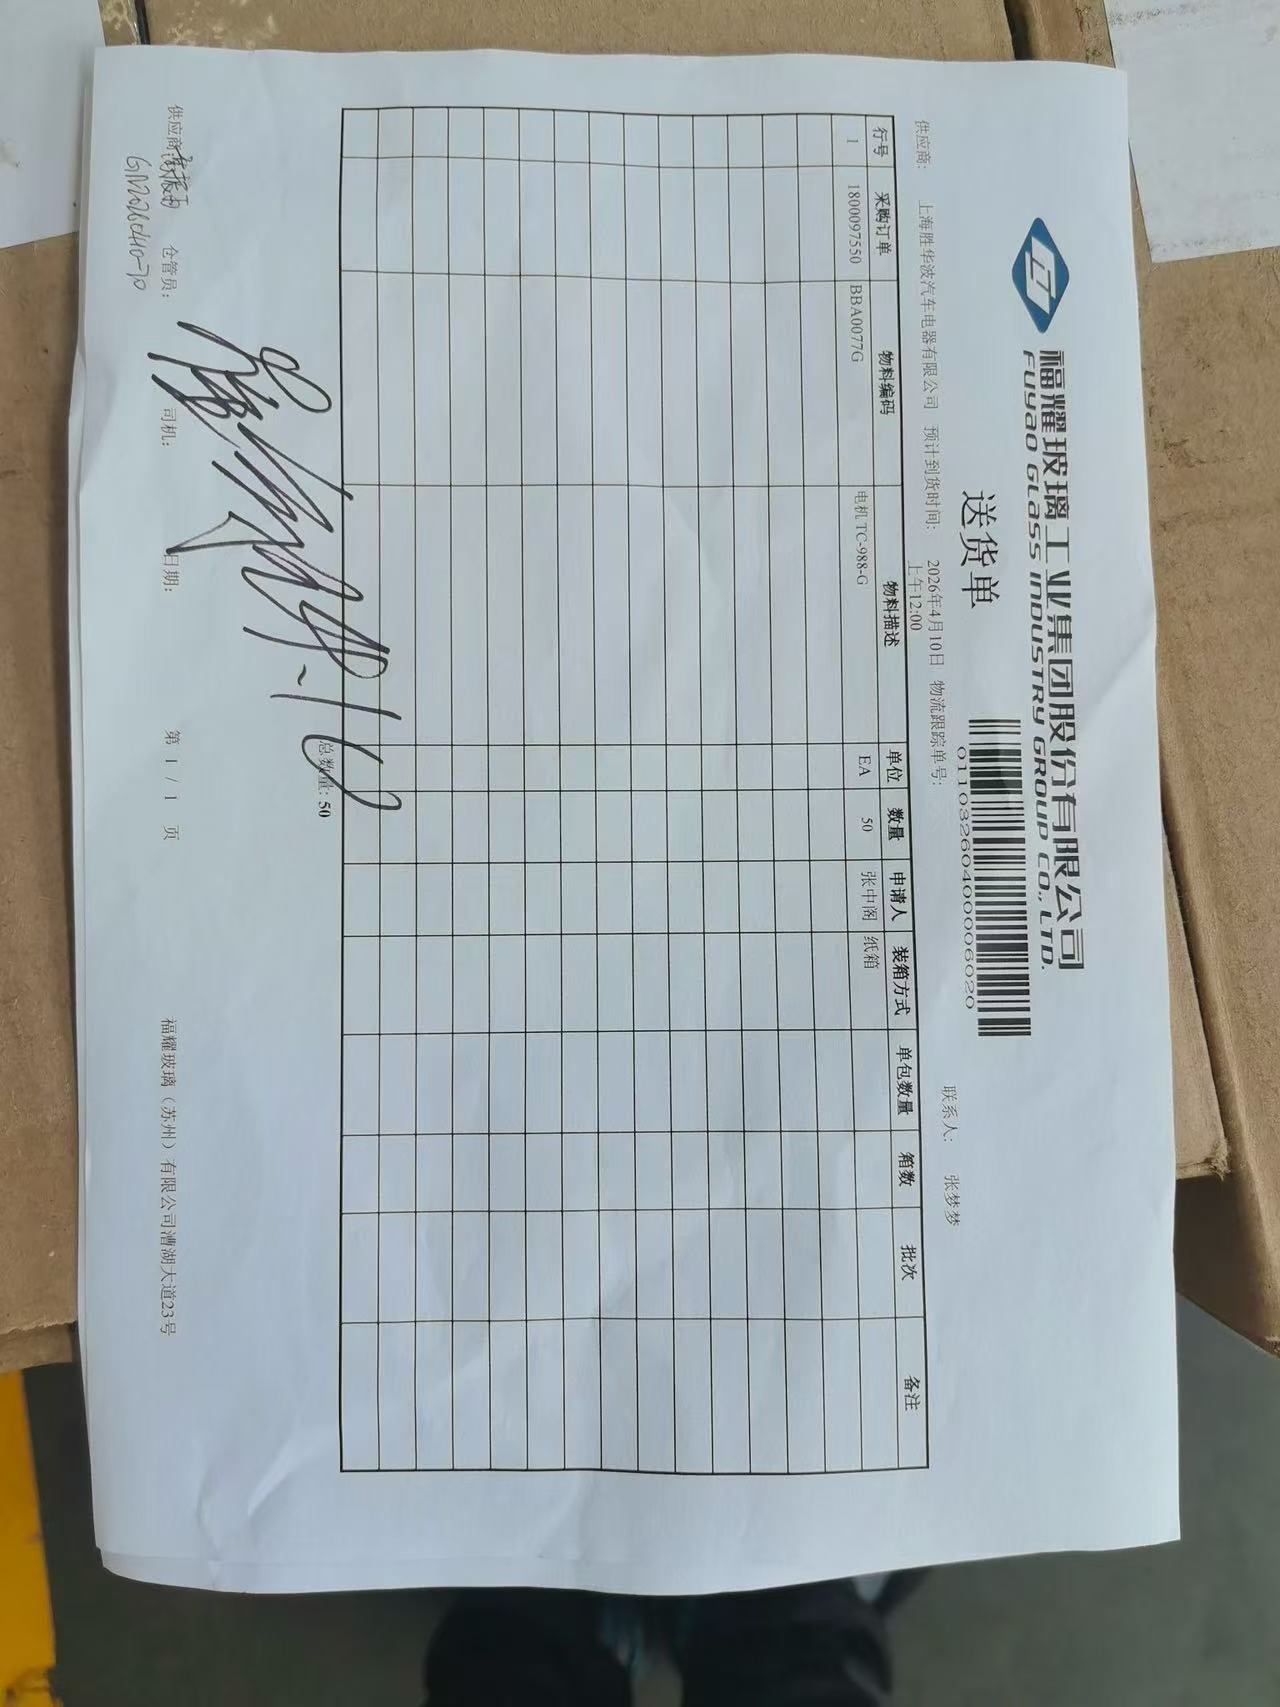 福耀玻璃工业集团股份有限公司
FUYAO GLASS INDUSTRY GROUP CO., LTD.
送货单
01103260400006020
供应商: 上海胜华波汽车电器有限公司 预计到货时间: 2026年4月10日 物流跟踪单号: 联系人: 张梦梦
上午12:00
行号 采购订单 物料编码 物料描述 单位 数量 申请人 装箱方式 单包数量 箱数 批次 备注
1 1800097550 BBA0077G 电机 TC-988-G EA 50 张中阁 纸箱
总数量: 50
供应商: 仓管员: 司机: 日期: 第 1 / 1 页 福耀玻璃（苏州）有限公司漕湖大道23号